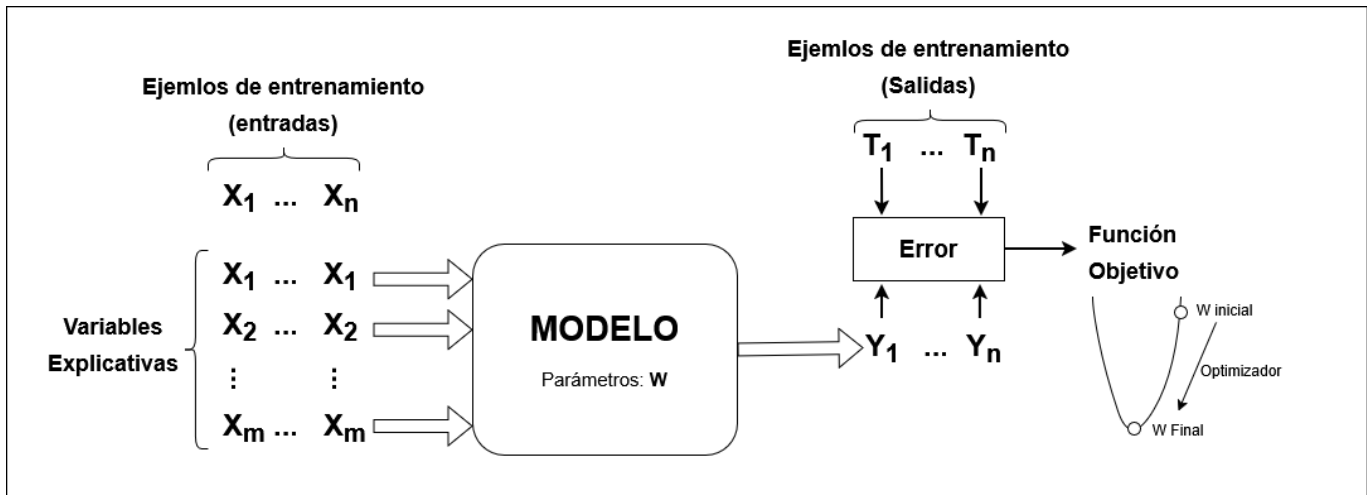 Ejemlos de entrenamiento
(entradas)
X1 ... Xn
Variables
Explicativas
X1 ... X1
X2 ... X2
⋮ ⋮
Xm ... Xm
MODELO
Parámetros: W
Ejemlos de entrenamiento
(Salidas)
T1 ... Tn
Error
Y1 ... Yn
Función
Objetivo
W inicial
Optimizador
W Final